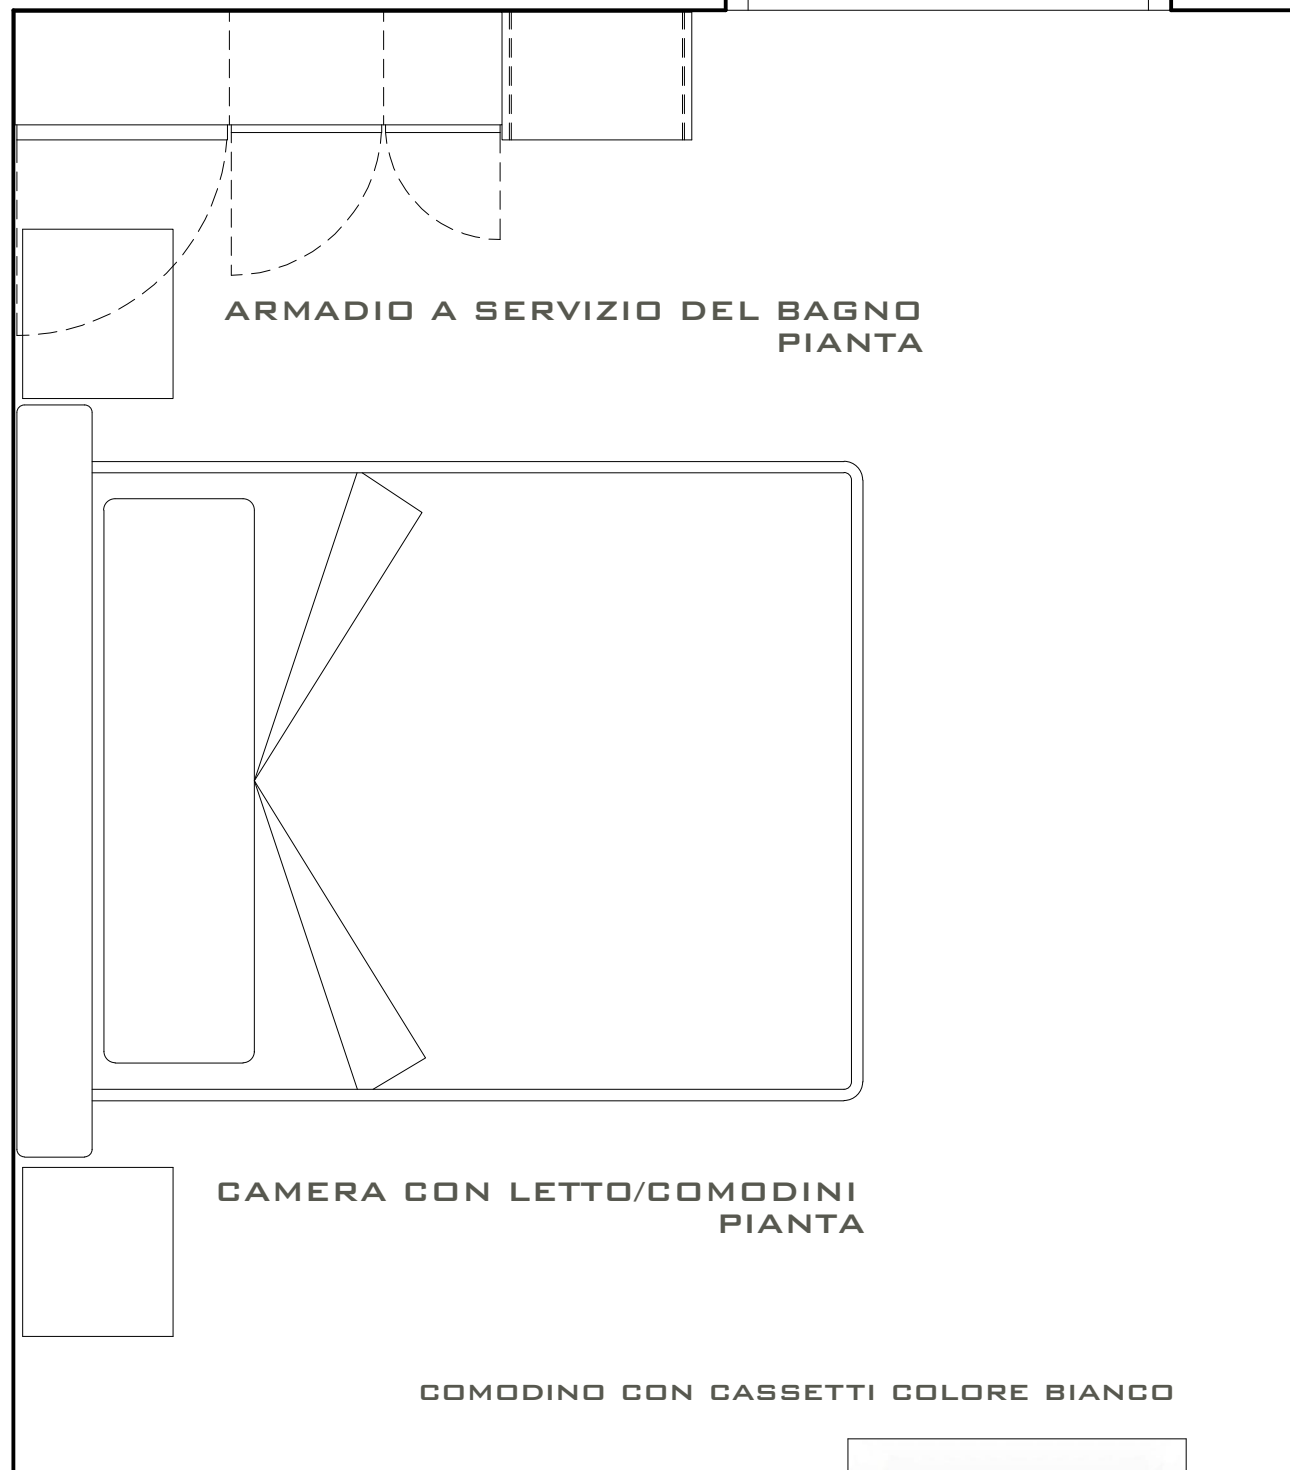 ARMADIO A SERVIZIO DEL BAGNO
PIANTA
CAMERA CON LETTO/COMODINI
PIANTA
COMODINO CON CASSETTI COLORE BIANCO